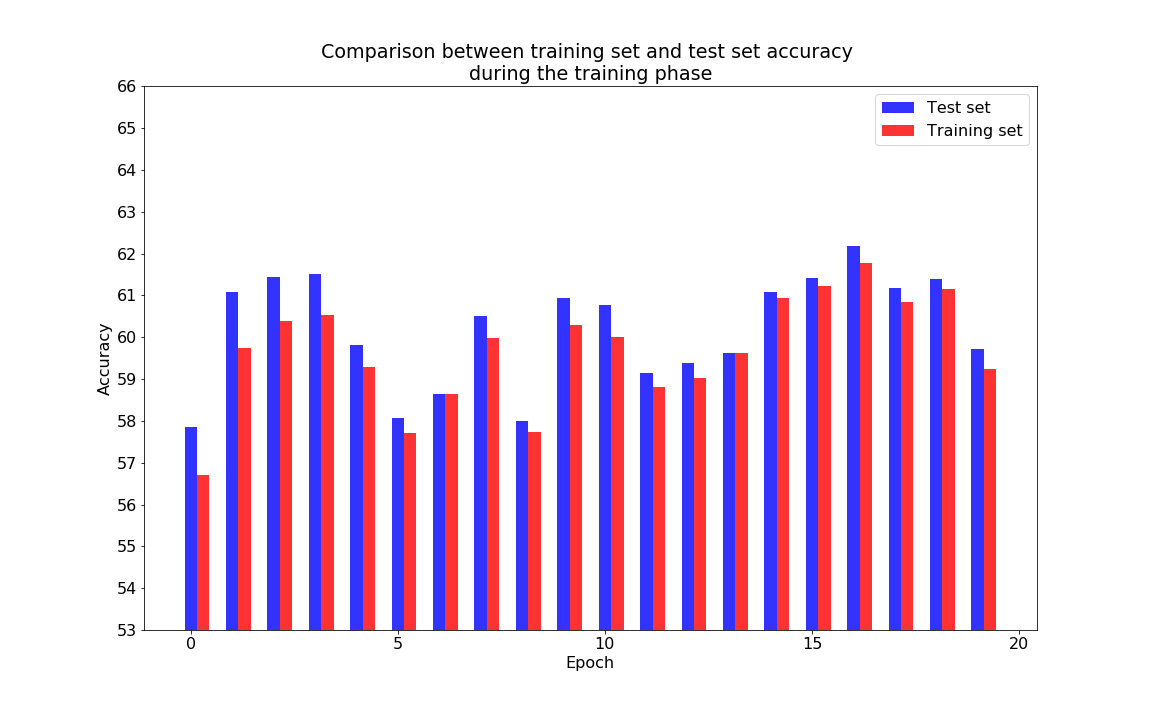 Comparison between training set and test set accuracy
during the training phase
66
65
64
63
62
61
60
59
58
57
56
55
54
53
Accuracy
Test set
Training set
0 5 10 15 20
Epoch